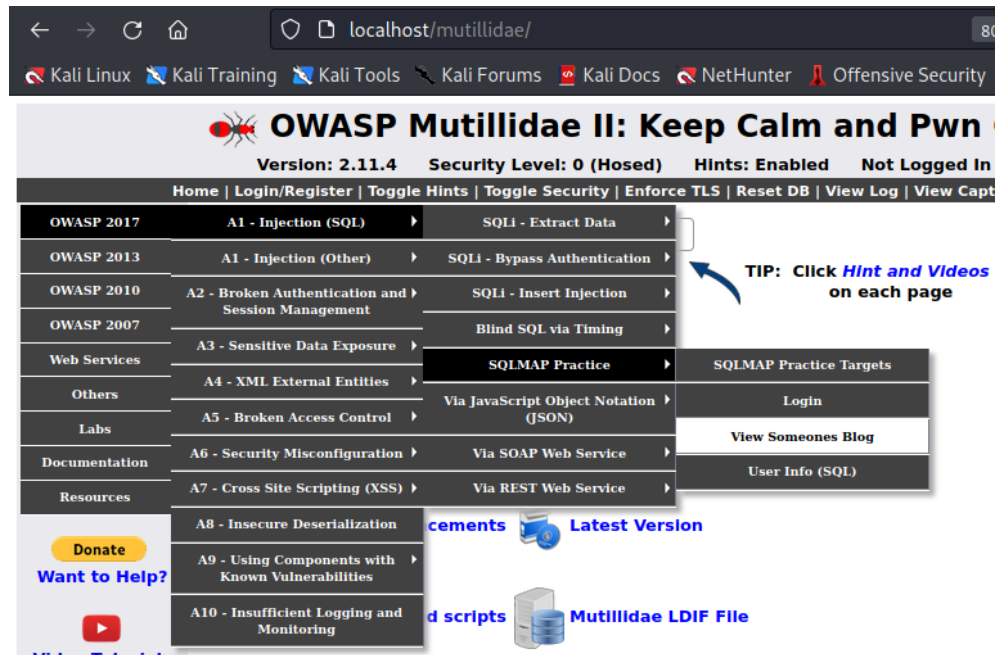 localhost/mutillidae/
80
Kali Linux Kali Training Kali Tools Kali Forums Kali Docs NetHunter Offensive Security
OWASP Mutillidae II: Keep Calm and Pwn
Version: 2.11.4 Security Level: 0 (Hosed) Hints: Enabled Not Logged In
Home | Login/Register | Toggle Hints | Toggle Security | Enforce TLS | Reset DB | View Log | View Capt
OWASP 2017
OWASP 2013
OWASP 2010
OWASP 2007
Web Services
Others
Labs
Documentation
Resources
A1 - Injection (SQL)
A1 - Injection (Other)
A2 - Broken Authentication and
Session Management
A3 - Sensitive Data Exposure
A4 - XML External Entities
A5 - Broken Access Control
A6 - Security Misconfiguration
A7 - Cross Site Scripting (XSS)
A8 - Insecure Deserialization
A9 - Using Components with
Known Vulnerabilities
A10 - Insufficient Logging and
Monitoring
SQLi - Extract Data
SQLi - Bypass Authentication
SQLi - Insert Injection
Blind SQL via Timing
SQLMAP Practice
Via JavaScript Object Notation
(JSON)
Via SOAP Web Service
Via REST Web Service
SQLMAP Practice Targets
Login
View Someones Blog
User Info (SQL)
TIP: Click Hint and Videos
on each page
cements Latest Version
d scripts Mutillidae LDIF File
Donate
Want to Help?